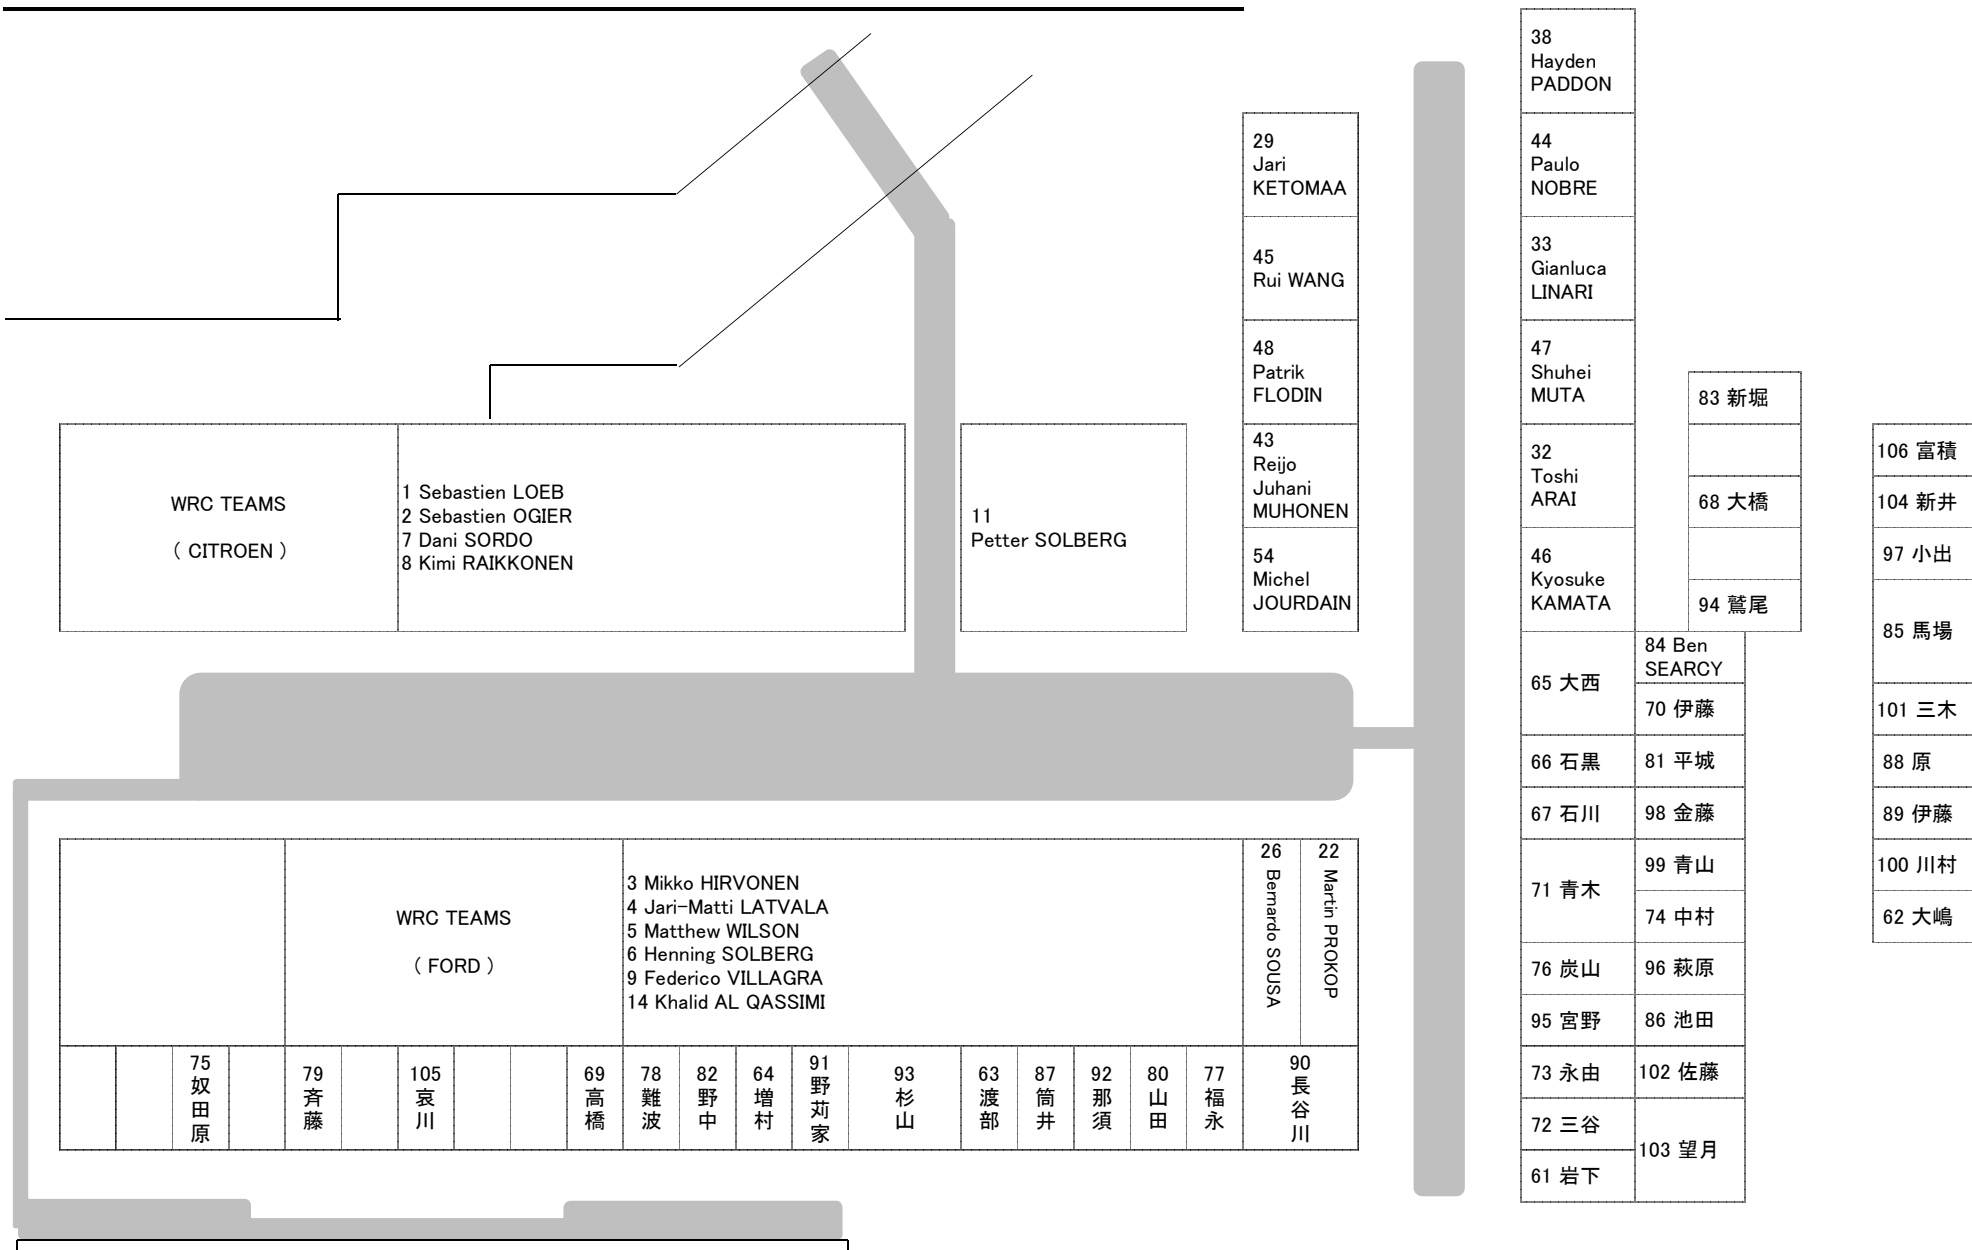 WRC TEAMS
( CITROEN )
1 Sebastien LOEB
2 Sebastien OGIER
7 Dani SORDO
8 Kimi RAIKKONEN
11
Petter SOLBERG
29
Jari
KETOMAA
45
Rui WANG
48
Patrik
FLODIN
43
Reijo
Juhani
MUHONEN
54
Michel
JOURDAIN
38
Hayden
PADDON
44
Paulo
NOBRE
33
Gianluca
LINARI
47
Shuhei
MUTA
32
Toshi
ARAI
46
Kyosuke
KAMATA
65 大西
66 石黒
67 石川
71 青木
76 炭山
95 宮野
73 永由
72 三谷
61 岩下
83 新堀
68 大橋
94 鷲尾
84 Ben
SEARCY
70 伊藤
81 平城
98 金藤
99 青山
74 中村
96 萩原
86 池田
102 佐藤
103 望月
106 富積
104 新井
97 小出
85 馬場
101 三木
88 原
89 伊藤
100 川村
62 大嶋
WRC TEAMS
( FORD )
3 Mikko HIRVONEN
4 Jari-Matti LATVALA
5 Matthew WILSON
6 Henning SOLBERG
9 Federico VILLAGRA
14 Khalid AL QASSIMI
26 Bernardo SOUSA
22 Martin PROKOP
75 奴田原
79 斉藤
105 哀川
69 高橋
78 難波
82 野中
64 増村
91 野苅家
93 杉山
63 渡部
87 筒井
92 那須
80 山田
77 福永
90 長谷川